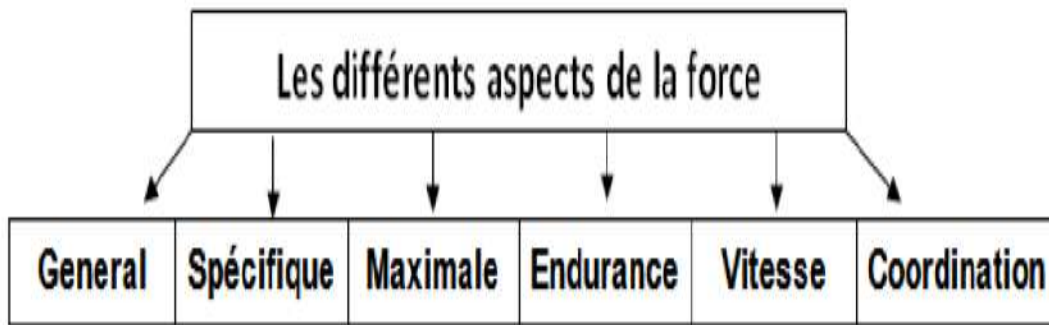 Les différents aspects de la force
General Spécifique Maximale Endurance Vitesse Coordination